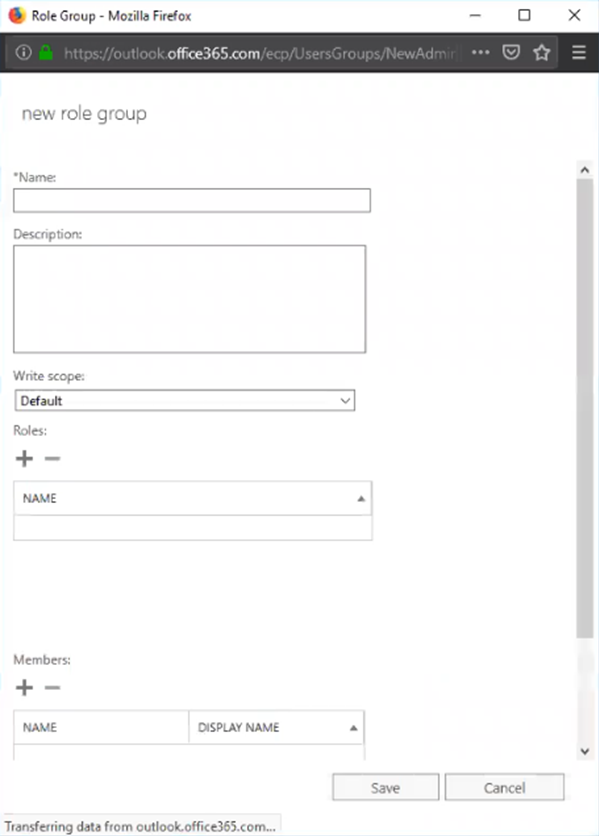 Role Group - Mozilla Firefox
https://outlook.office365.com/ecp/UsersGroups/NewAdmin
new role group
*Name:
Description:
Write scope:
Default
Roles:
NAME
Members:
NAME DISPLAY NAME
Save Cancel
Transferring data from outlook.office365.com...